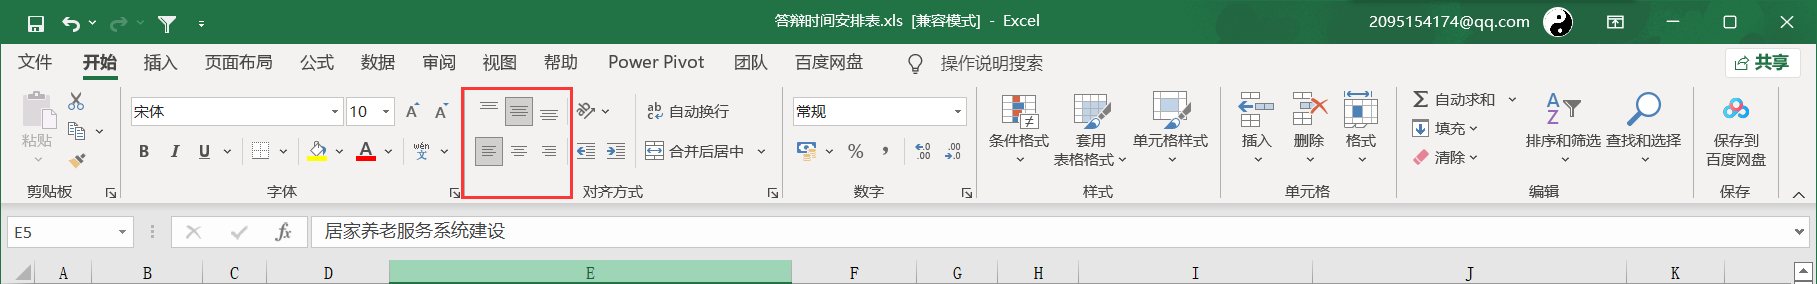 答辩时间安排表.xls [兼容模式] - Excel
2095154174@qq.com
文件 开始 插入 页面布局 公式 数据 审阅 视图 帮助 Power Pivot 团队 百度网盘 操作说明搜索 共享
粘贴
剪贴板
宋体 10
B I U A wén 文
字体
ab 自动换行
合并后居中
对齐方式
常规
% , .00 .0
数字
条件格式
套用
表格格式
单元格样式
样式
插入 删除 格式
单元格
自动求和
填充
清除
排序和筛选 查找和选择
编辑
保存到
百度网盘
保存
E5 fx 居家养老服务系统建设
A B C D E F G H I J K